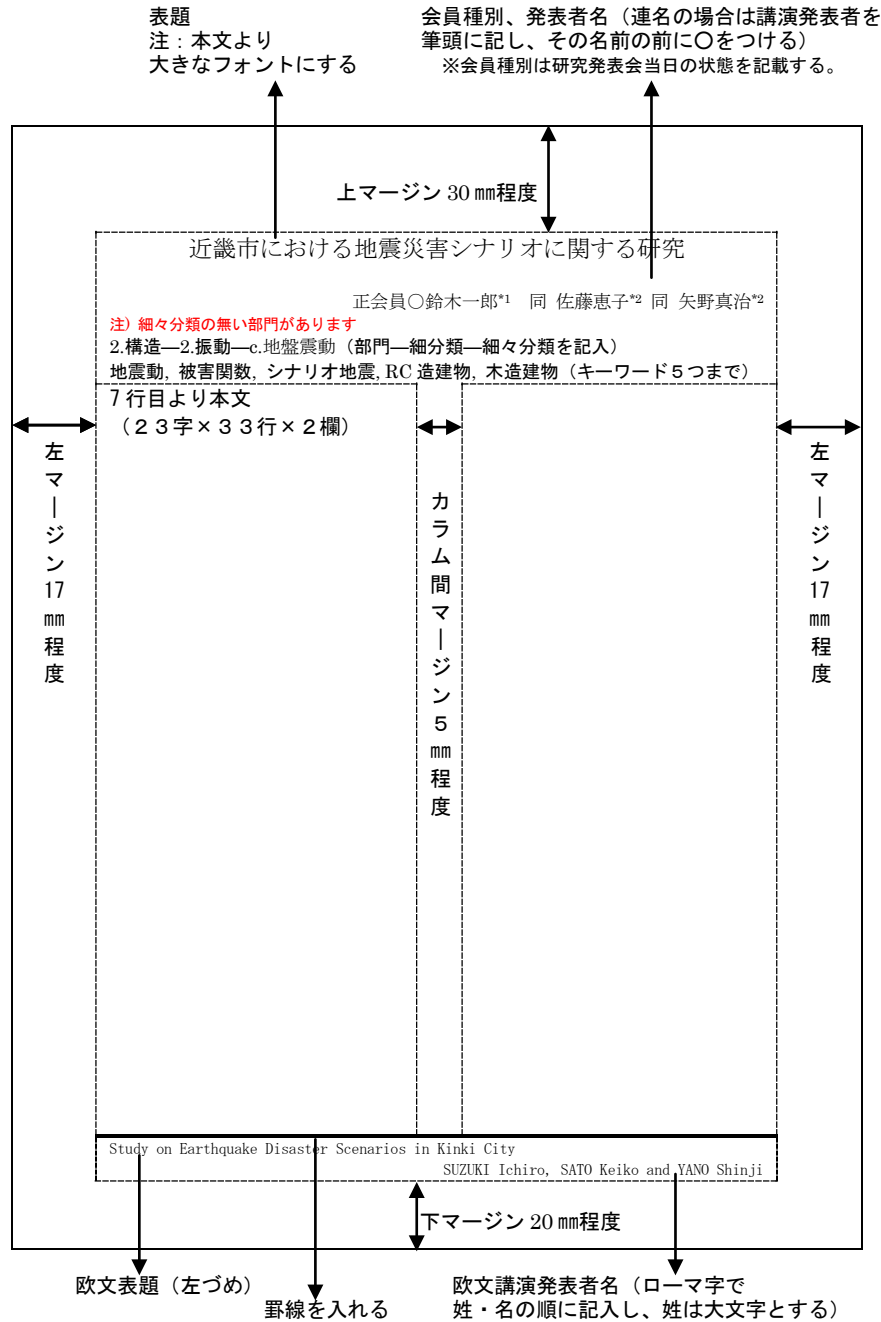 表題
注：本文より
大きなフォントにする
会員種別、発表者名（連名の場合は講演発表者を
筆頭に記し、その名前の前に〇をつける）
※会員種別は研究発表会当日の状態を記載する。
上マージン 30 ㎜程度
近畿市における地震災害シナリオに関する研究
正会員〇鈴木一郎*1　同 佐藤恵子*2 同 矢野真治*2
注) 細々分類の無い部門があります
2.構造―2.振動―c.地盤震動（部門―細分類―細々分類を記入）
地震動, 被害関数, シナリオ地震, RC 造建物, 木造建物（キーワード５つまで）
7 行目より本文
（２３字×３３行×２欄）
左マージン 17 ㎜程度
カラム間マージン５㎜程度
左マージン 17 ㎜程度
Study on Earthquake Disaster Scenarios in Kinki City
SUZUKI Ichiro, SATO Keiko and YANO Shinji
下マージン 20 ㎜程度
欧文表題（左づめ）
罫線を入れる
欧文講演発表者名（ローマ字で
姓・名の順に記入し、姓は大文字とする）